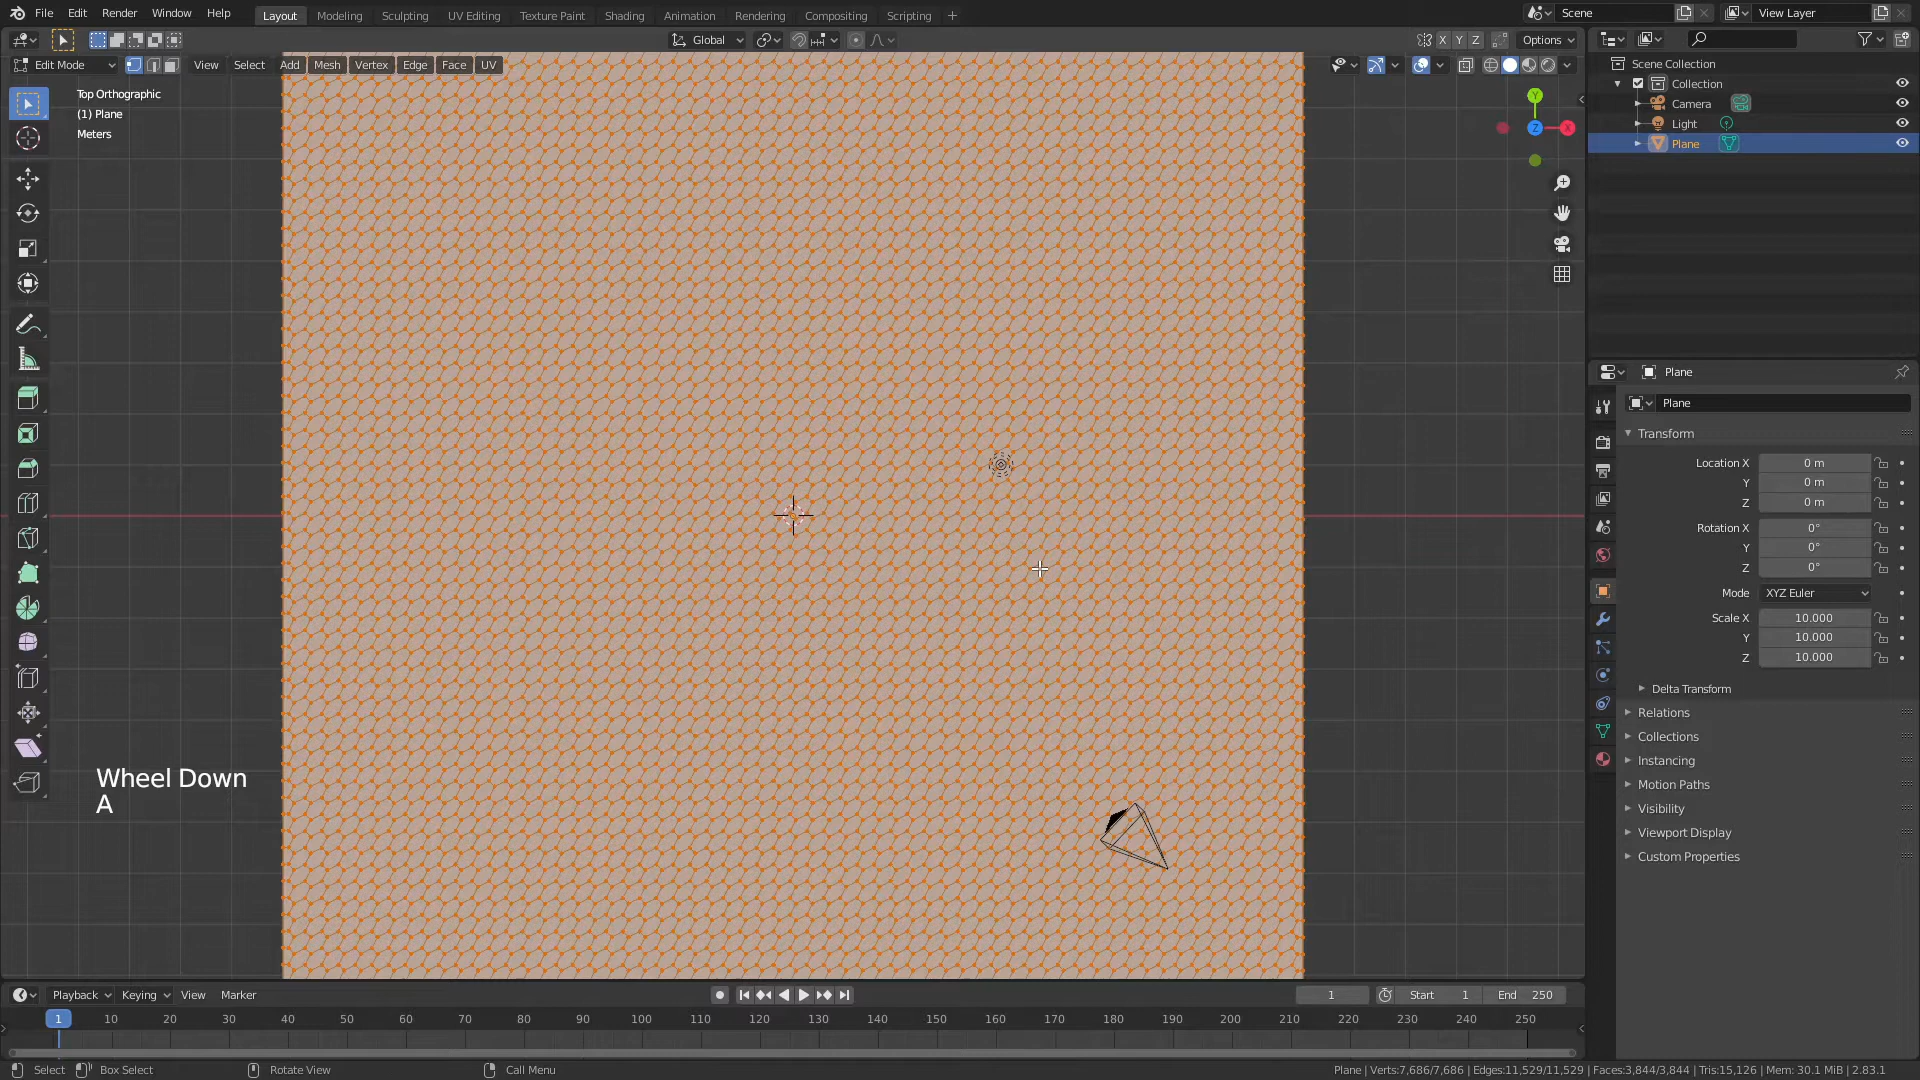 File Edit Render Window Help Layout Modeling Sculpting UV Editing Texture Paint Shading Animation Rendering Compositing Scripting + Scene View Layer
Global X Y Z Options
Edit Mode View Select Add Mesh Vertex Edge Face UV
Top Orthographic
(1) Plane
Meters
Y
Z X
Scene Collection
Collection
Camera
Light
Plane
Plane
Plane
Transform
Location X 0 m
Y 0 m
Z 0 m
Rotation X 0°
Y 0°
Z 0°
Mode XYZ Euler
Scale X 10.000
Y 10.000
Z 10.000
Delta Transform
Relations
Collections
Instancing
Motion Paths
Visibility
Viewport Display
Custom Properties
Wheel Down
A
Playback Keying View Marker 1 Start 1 End 250
1 10 20 30 40 50 60 70 80 90 100 110 120 130 140 150 160 170 180 190 200 210 220 230 240 250
Select Box Select Rotate View Call Menu Plane | Verts:7,686/7,686 | Edges:11,529/11,529 | Faces:3,844/3,844 | Tris:15,126 | Mem: 30.1 MiB | 2.83.1